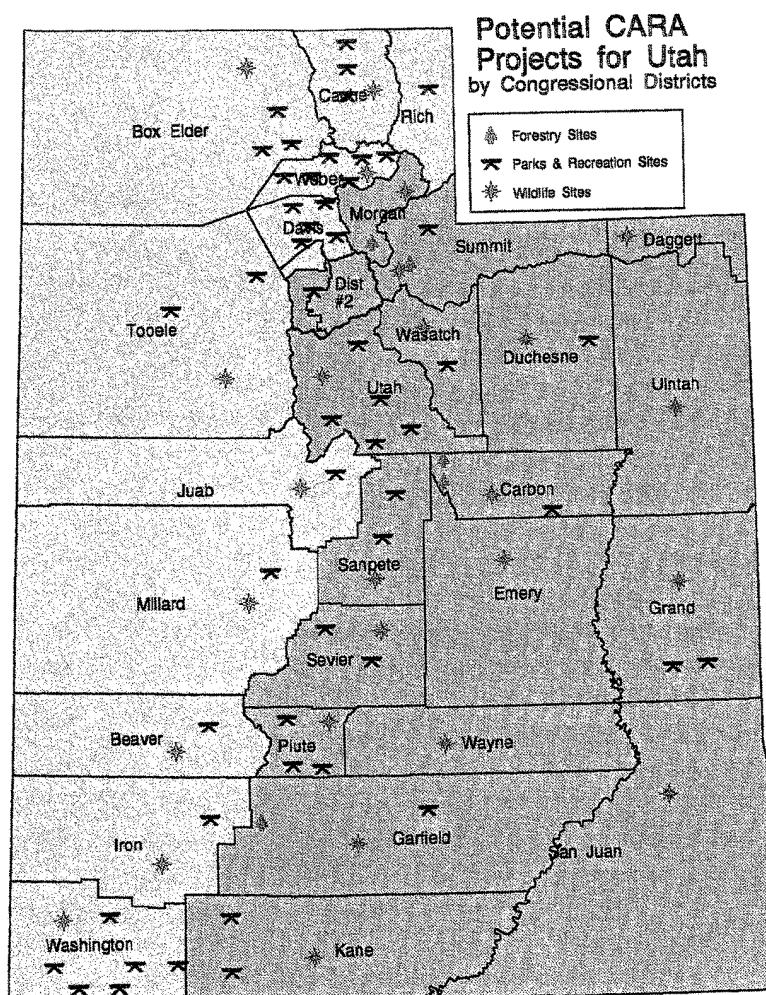 Potential CARA
Projects for Utah
by Congressional Districts
Forestry Sites
Parks & Recreation Sites
Wildlife Sites
Cache
Rich
Box Elder
Weber
Morgan
Davis
Summit
Daggett
Dist
#2
Tooele
Wasatch
Duchesne
Uintah
Utah
Juab
Carbon
Sanpete
Emery
Millard
Grand
Sevier
Beaver
Piute
Wayne
Iron
Garfield
San Juan
Washington
Kane